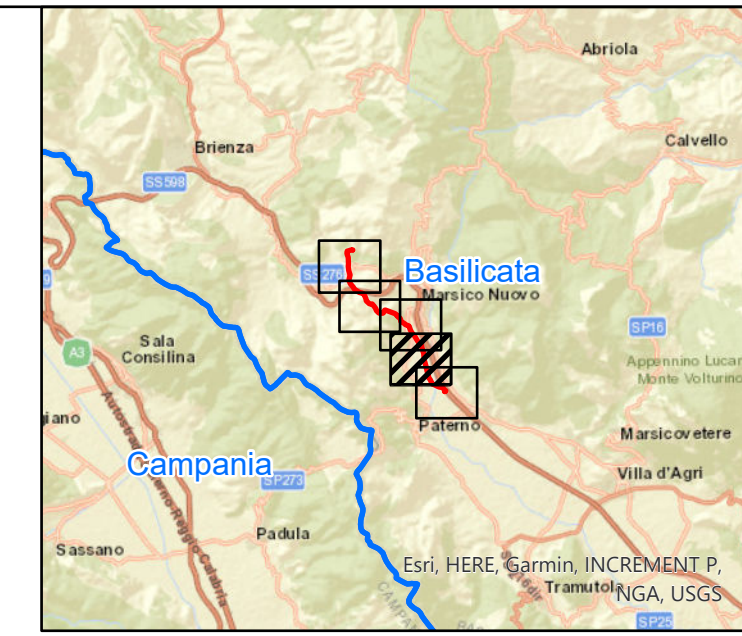 Abriola
Calvello
Brienza
SS598
SS276
Basilicata
Marsico Nuovo
SP16
Sala
Consilina
A3
Appennino Lucar
Monte Volturino
iano
Paterno
Marsicovetere
Campania
SP273
Villa d'Agri
Padula
Sassano
Esri, HERE, Garmin, INCREMENT P,
Tramutola
NGA, USGS
SP25